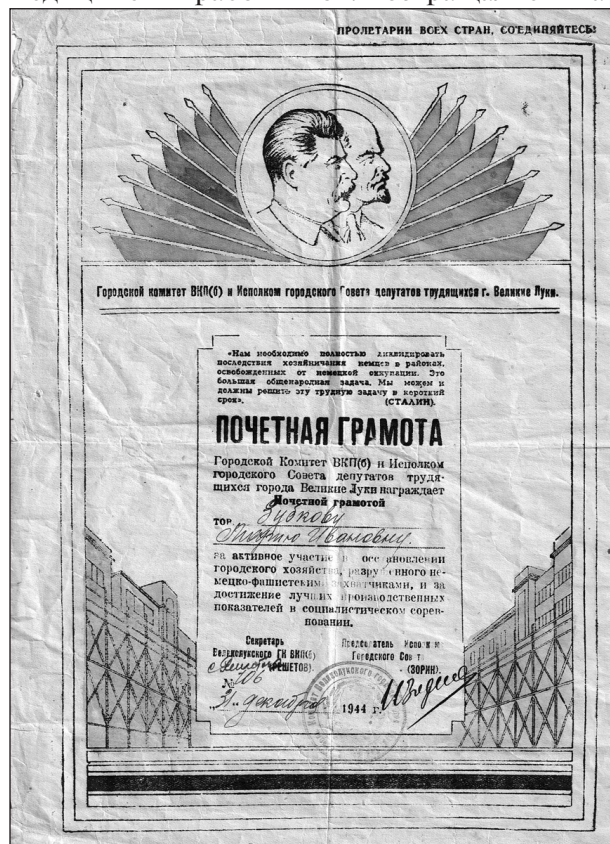 ПРОЛЕТАРИИ ВСЕХ СТРАН, СОЕДИНЯЙТЕСЬ!
Городской комитет ВКП(б) и Исполком городского Совета депутатов трудящихся г. Великие Луки.
«Нам необходимо полностью ликвидировать
последствия хозяйничания немцев в районах,
освобожденных от немецкой оккупации. Это
большая общенародная задача. Мы можем и
должны решить эту трудную задачу в короткий
срок». (СТАЛИН).
ПОЧЕТНАЯ ГРАМОТА
Городской Комитет ВКП(б) и Исполком
городского Совета депутатов трудя-
щихся города Великие Луки награждает
Почетной грамотой
тов. Зубкову
Ивановну.
за активное участие в восстановлении
городского хозяйства, разрушенного не-
мецко-фашистскими захватчиками, и за
достижение лучших производственных
показателей в социалистическом сорев-
новании.
Секретарь
Великолукского ГК ВКП(б)
(РЕШЕТОВ).
Председатель Исполкома
Городского Совета
(ЗОРИН).
№ 206
„31" декабря 1944 г.